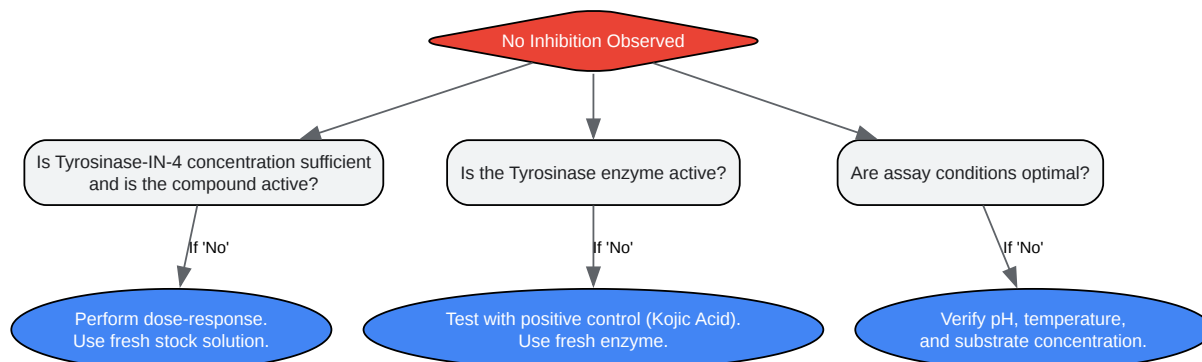 No Inhibition Observed
Is Tyrosinase-IN-4 concentration sufficient
and is the compound active?
Is the Tyrosinase enzyme active?
Are assay conditions optimal?
If 'No'
If 'No'
If 'No'
Perform dose-response.
Use fresh stock solution.
Test with positive control (Kojic Acid).
Use fresh enzyme.
Verify pH, temperature,
and substrate concentration.